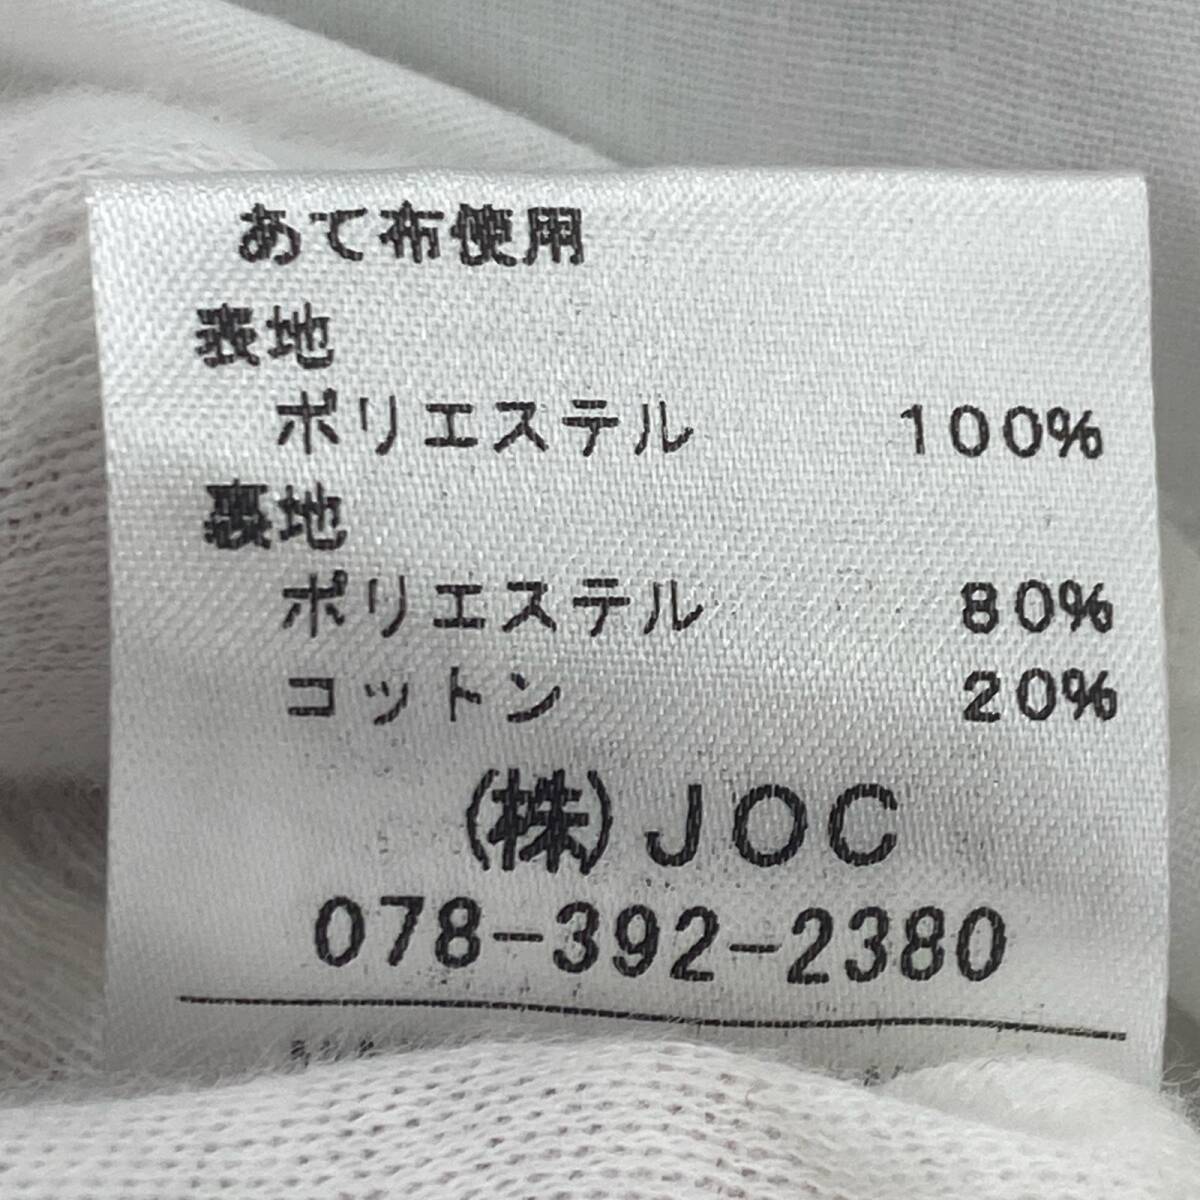 あて布使用
表地
ポリエステル 100%
裏地
ポリエステル 80%
コットン 20%
(株)JOC
078-392-2380